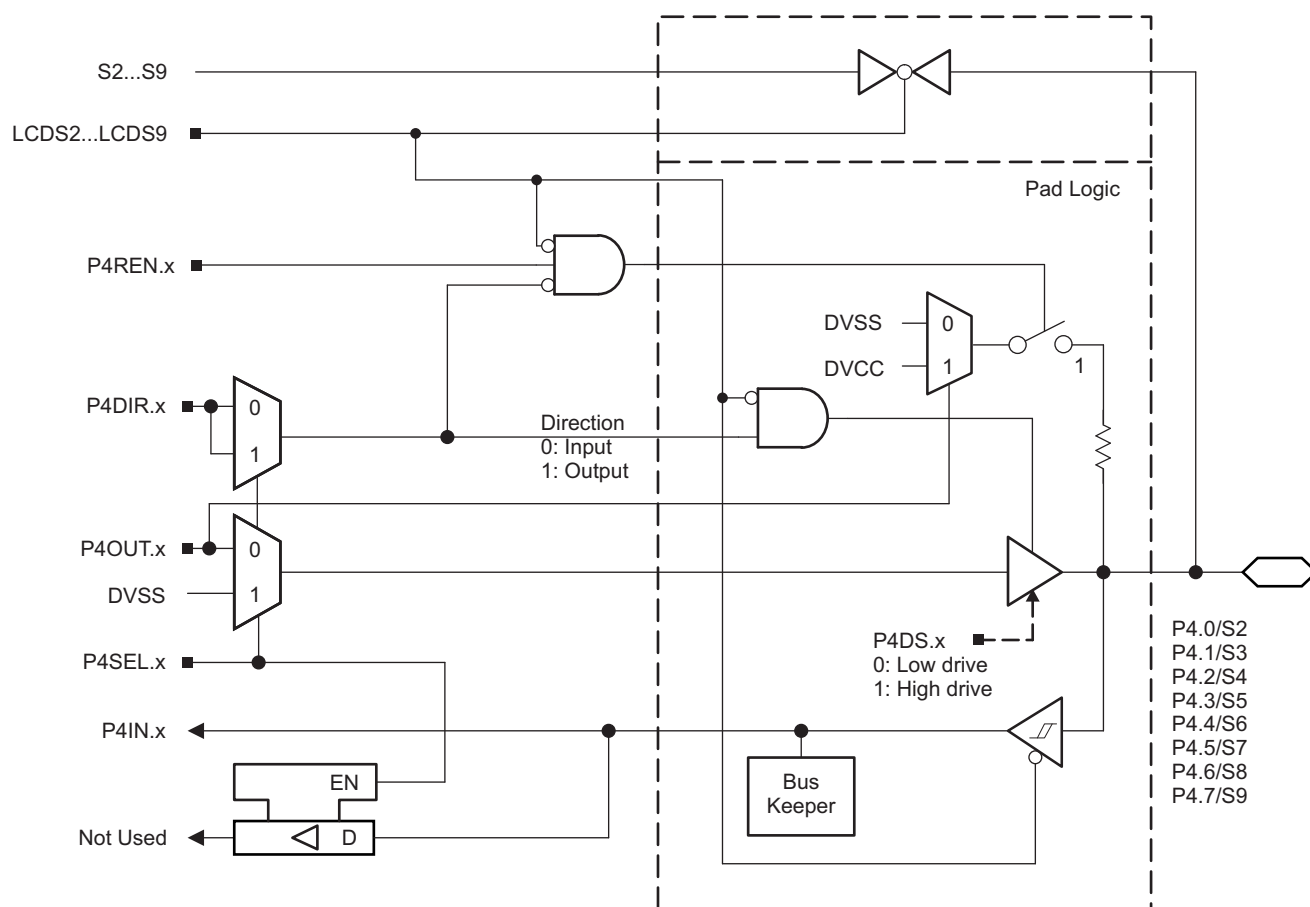 S2...S9
LCDS2...LCDS9
Pad Logic
P4REN.x
DVSS
0
DVCC
1
1
P4DIR.x
0
1
Direction
0: Input
1: Output
P4OUT.x
0
DVSS
1
P4DS.x
0: Low drive
1: High drive
P4SEL.x
P4.0/S2
P4.1/S3
P4.2/S4
P4.3/S5
P4.4/S6
P4.5/S7
P4.6/S8
P4.7/S9
P4IN.x
Bus
Keeper
EN
Not Used
D